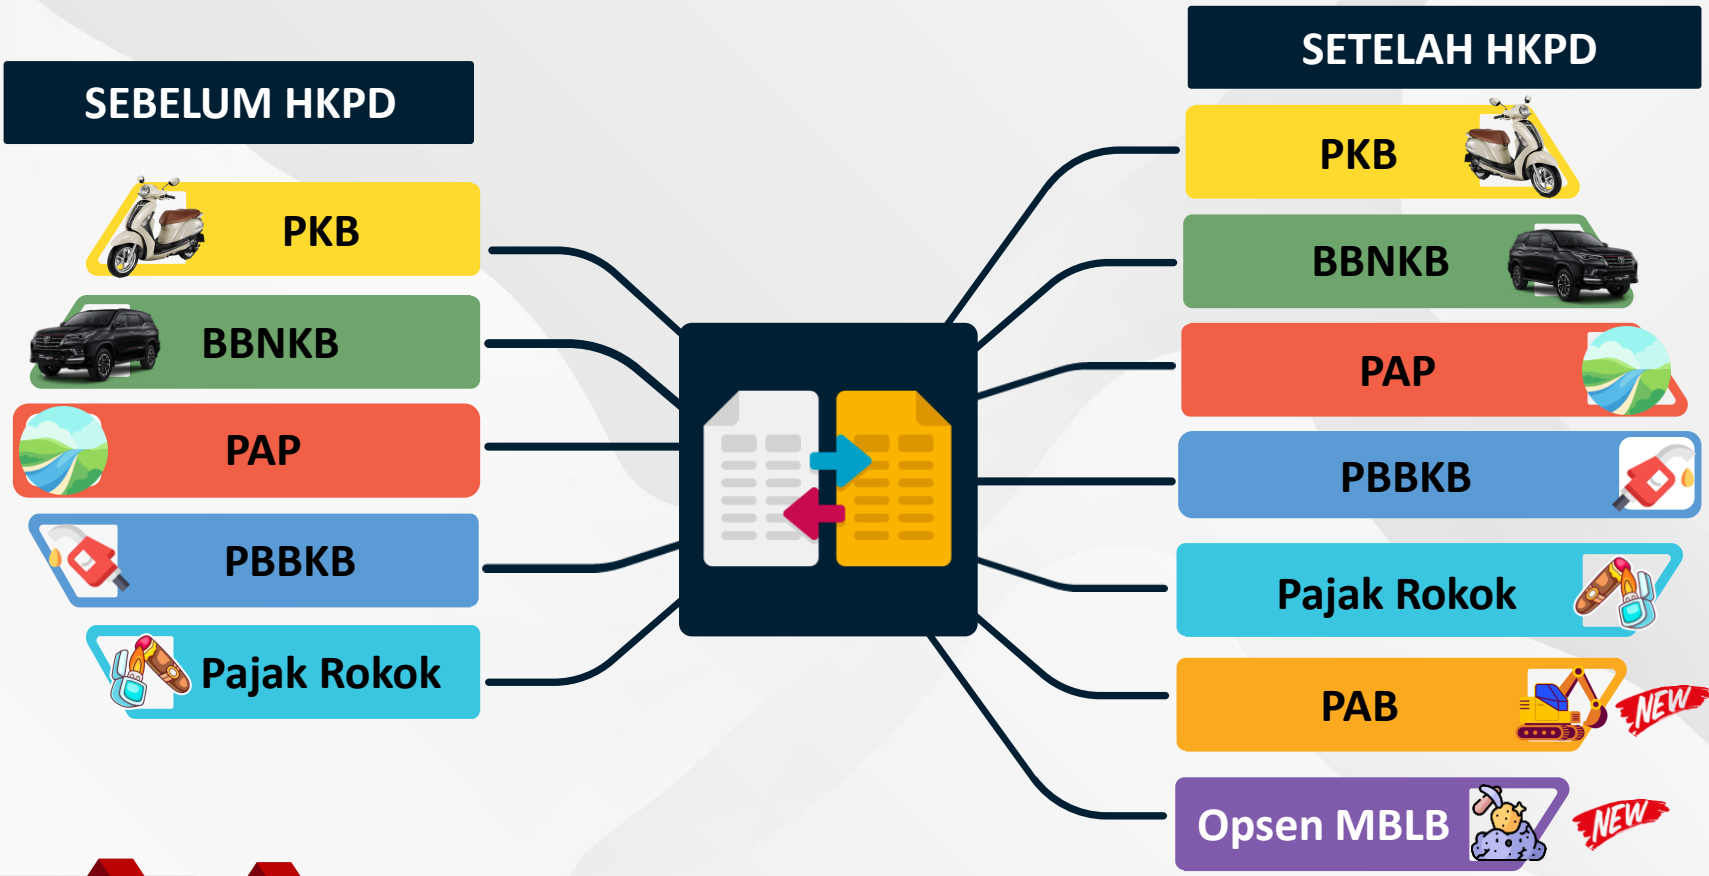 SEBELUM HKPD
PKB
BBNKB
PAP
PBBKB
Pajak Rokok
SETELAH HKPD
PKB
BBNKB
PAP
PBBKB
Pajak Rokok
PAB
NEW
Opsen MBLB
NEW